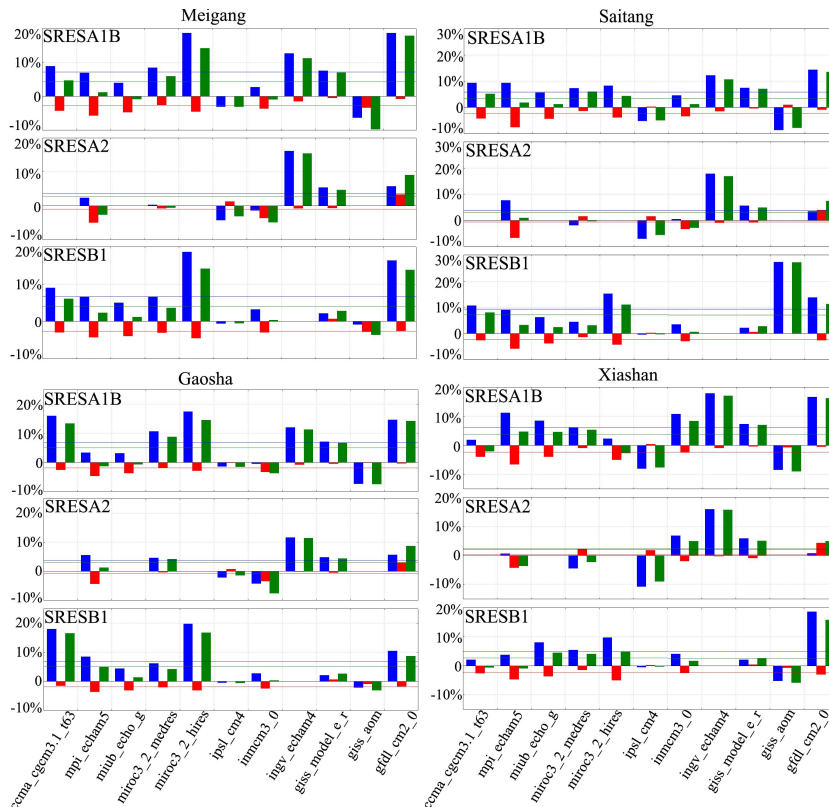 Meigang
SRESA1B
20%
10%
0
-10%
SRESA2
20%
10%
0
-10%
SRESB1
20%
10%
0
-10%
Saitang
SRESA1B
30%
20%
10%
0
-10%
SRESA2
30%
20%
10%
0
-10%
SRESB1
30%
20%
10%
0
-10%
Gaosha
SRESA1B
20%
10%
0
-10%
SRESA2
20%
10%
0
-10%
SRESB1
20%
10%
0
-10%
ccma_cgcm3.1_t63
mpi_echam5
miub_echo_g
miroc3_2_medres
miroc3_2_hires
ipsl_cm4
inmcm3_0
ingv_echam4
giss_model_e_r
giss_aom
gfdl_cm2_0
Xiashan
SRESA1B
20%
10%
0
-10%
SRESA2
20%
10%
0
-10%
SRESB1
20%
10%
0
-10%
ccma_cgcm3.1_t63
mpi_echam5
miub_echo_g
miroc3_2_medres
miroc3_2_hires
ipsl_cm4
inmcm3_0
ingv_echam4
giss_model_e_r
giss_aom
gfdl_cm2_0